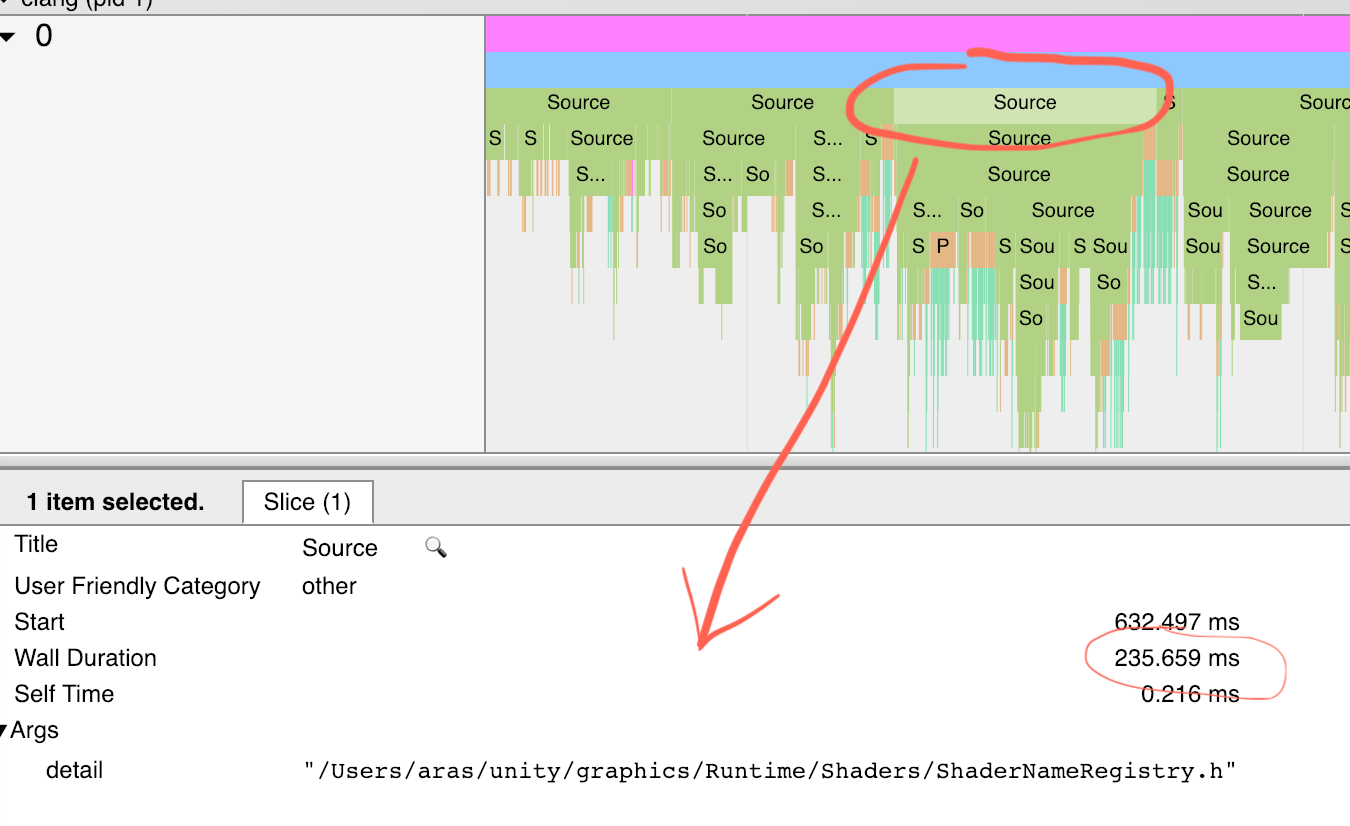 clang (pid 1)
0
Source Source Source S Sourc
S S Source Source S... S Source Source
S... S... So S... Source Source
So S... S... So Source Sou Source S
So So S P S Sou S Sou Sou Source S
Sou So S...
So Sou
1 item selected. Slice (1)
Title Source
User Friendly Category other
Start 632.497 ms
Wall Duration 235.659 ms
Self Time 0.216 ms
Args
detail "/Users/aras/unity/graphics/Runtime/Shaders/ShaderNameRegistry.h"